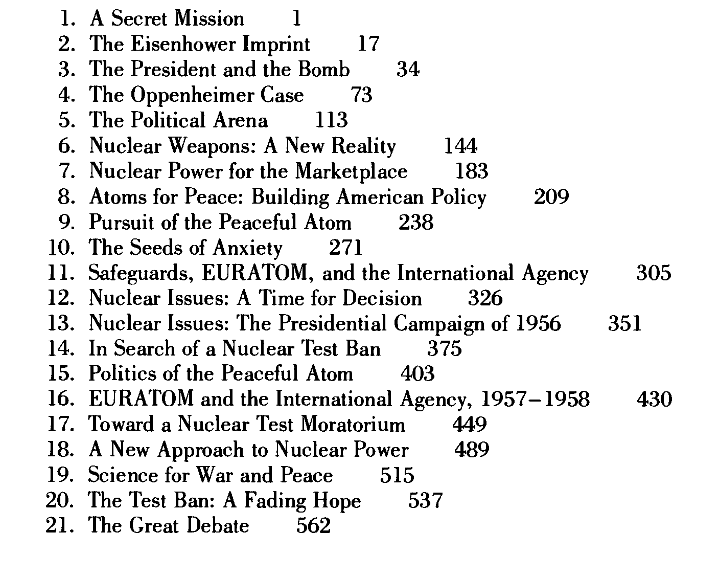 1. A Secret Mission 1
2. The Eisenhower Imprint 17
3. The President and the Bomb 34
4. The Oppenheimer Case 73
5. The Political Arena 113
6. Nuclear Weapons: A New Reality 144
7. Nuclear Power for the Marketplace 183
8. Atoms for Peace: Building American Policy 209
9. Pursuit of the Peaceful Atom 238
10. The Seeds of Anxiety 271
11. Safeguards, EURATOM, and the International Agency 305
12. Nuclear Issues: A Time for Decision 326
13. Nuclear Issues: The Presidential Campaign of 1956 351
14. In Search of a Nuclear Test Ban 375
15. Politics of the Peaceful Atom 403
16. EURATOM and the International Agency, 1957–1958 430
17. Toward a Nuclear Test Moratorium 449
18. A New Approach to Nuclear Power 489
19. Science for War and Peace 515
20. The Test Ban: A Fading Hope 537
21. The Great Debate 562